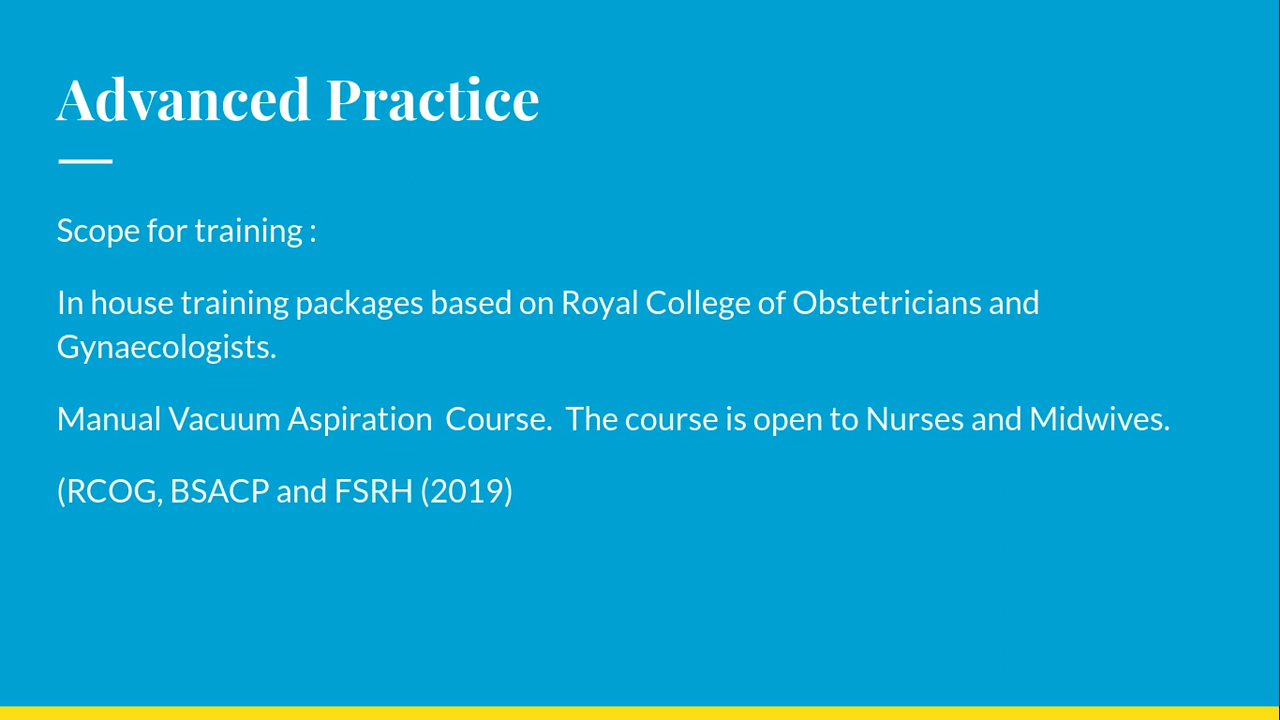 Advanced Practice
Scope for training :
In house training packages based on Royal College of Obstetricians and
Gynaecologists.
Manual Vacuum Aspiration  Course.  The course is open to Nurses and Midwives.
(RCOG, BSACP and FSRH (2019)